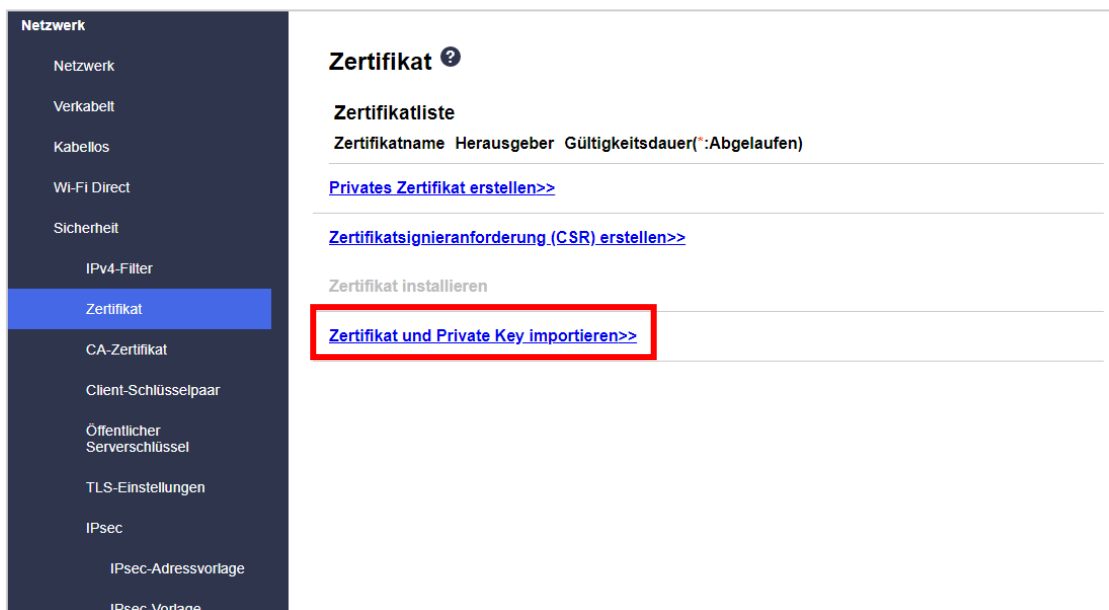 Netzwerk
Netzwerk
Verkabelt
Kabellos
Wi-Fi Direct
Sicherheit
IPv4-Filter
Zertifikat
CA-Zertifikat
Client-Schlüsselpaar
Öffentlicher
Serverschlüssel
TLS-Einstellungen
IPsec
IPsec-Adressvorlage
IPsec-Vorlage
Zertifikat ?
Zertifikatliste
Zertifikatname Herausgeber Gültigkeitsdauer(*:Abgelaufen)
Privates Zertifikat erstellen>>
Zertifikatsignieranforderung (CSR) erstellen>>
Zertifikat installieren
Zertifikat und Private Key importieren>>